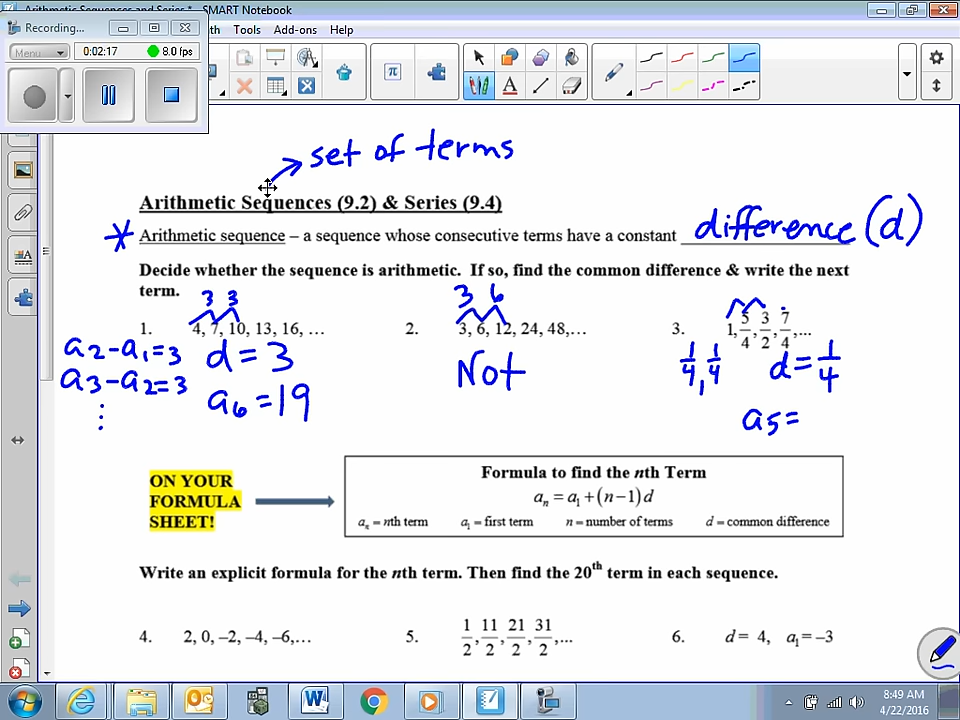 Arithmetic Sequences and Series * - SMART Notebook
Recording...
Menu
0:02:17
8.0 fps
Tools Add-ons Help
set of terms
Arithmetic Sequences (9.2) & Series (9.4)
* Arithmetic sequence – a sequence whose consecutive terms have a constant difference (d)
Decide whether the sequence is arithmetic. If so, find the common difference & write the next
term.
3 3
3 6
1. 4, 7, 10, 13, 16, …
2. 3, 6, 12, 24, 48,…
3. 1, 5/4, 3/2, 7/4,...
a2 – a1 = 3
a3 – a2 = 3
⋮
d = 3
a6 = 19
Not
1/4, 1/4
d = 1/4
a5 =
ON YOUR
FORMULA
SHEET!
Formula to find the nth Term
an = a1 + (n – 1)d
an = nth term a1 = first term n = number of terms d = common difference
Write an explicit formula for the nth term. Then find the 20th term in each sequence.
4. 2, 0, –2, –4, –6,…
5. 1/2, 11/2, 21/2, 31/2,...
6. d = 4, a1 = –3
8:49 AM
4/22/2016